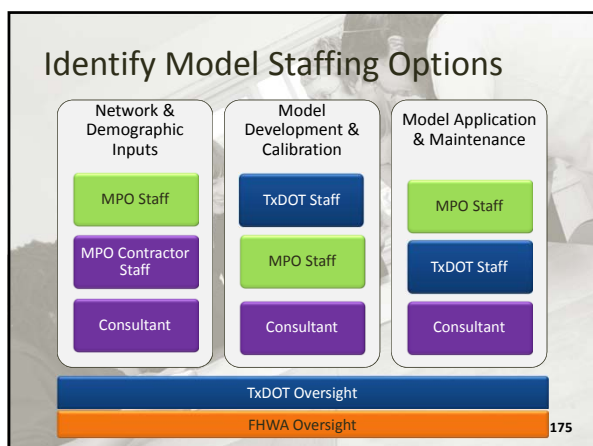 Identify Model Staffing Options
Network &
Demographic
Inputs
MPO Staff
MPO Contractor
Staff
Consultant
Model
Development &
Calibration
TxDOT Staff
MPO Staff
Consultant
Model Application
& Maintenance
MPO Staff
TxDOT Staff
Consultant
TxDOT Oversight
FHWA Oversight
175